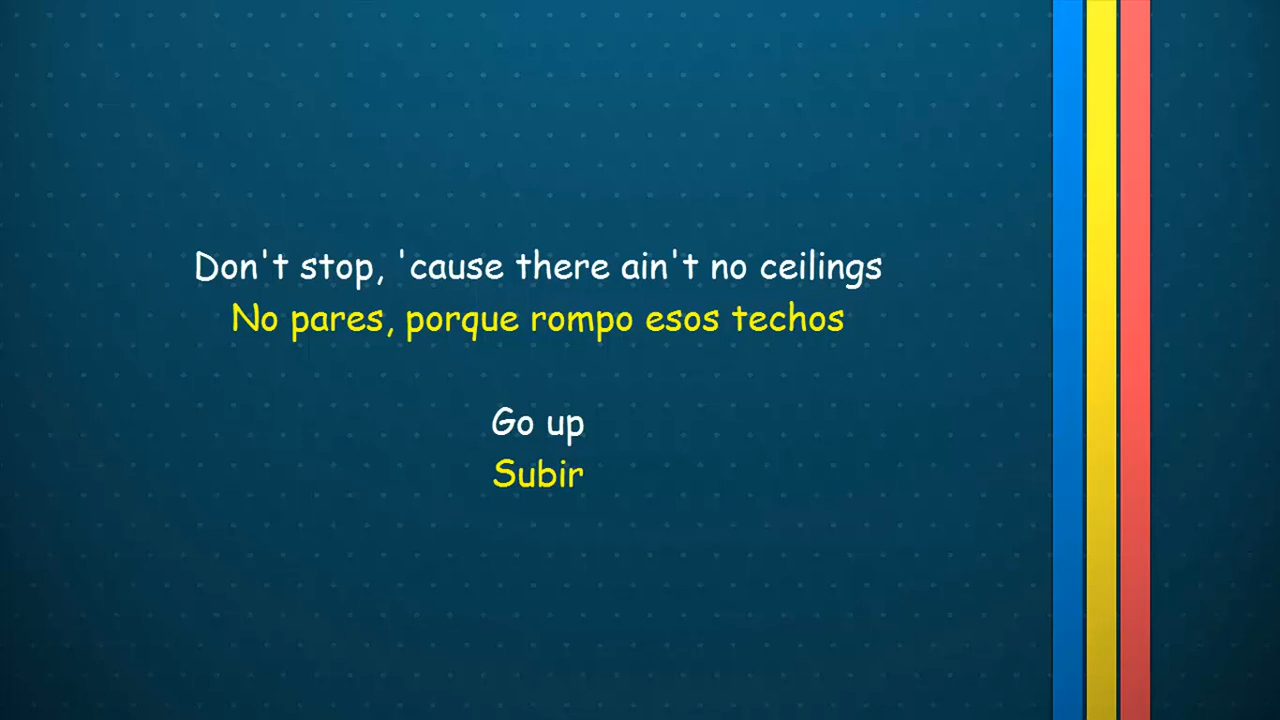 Don't stop, 'cause there ain't no ceilings
No pares, porque rompo esos techos
Go up
Subir